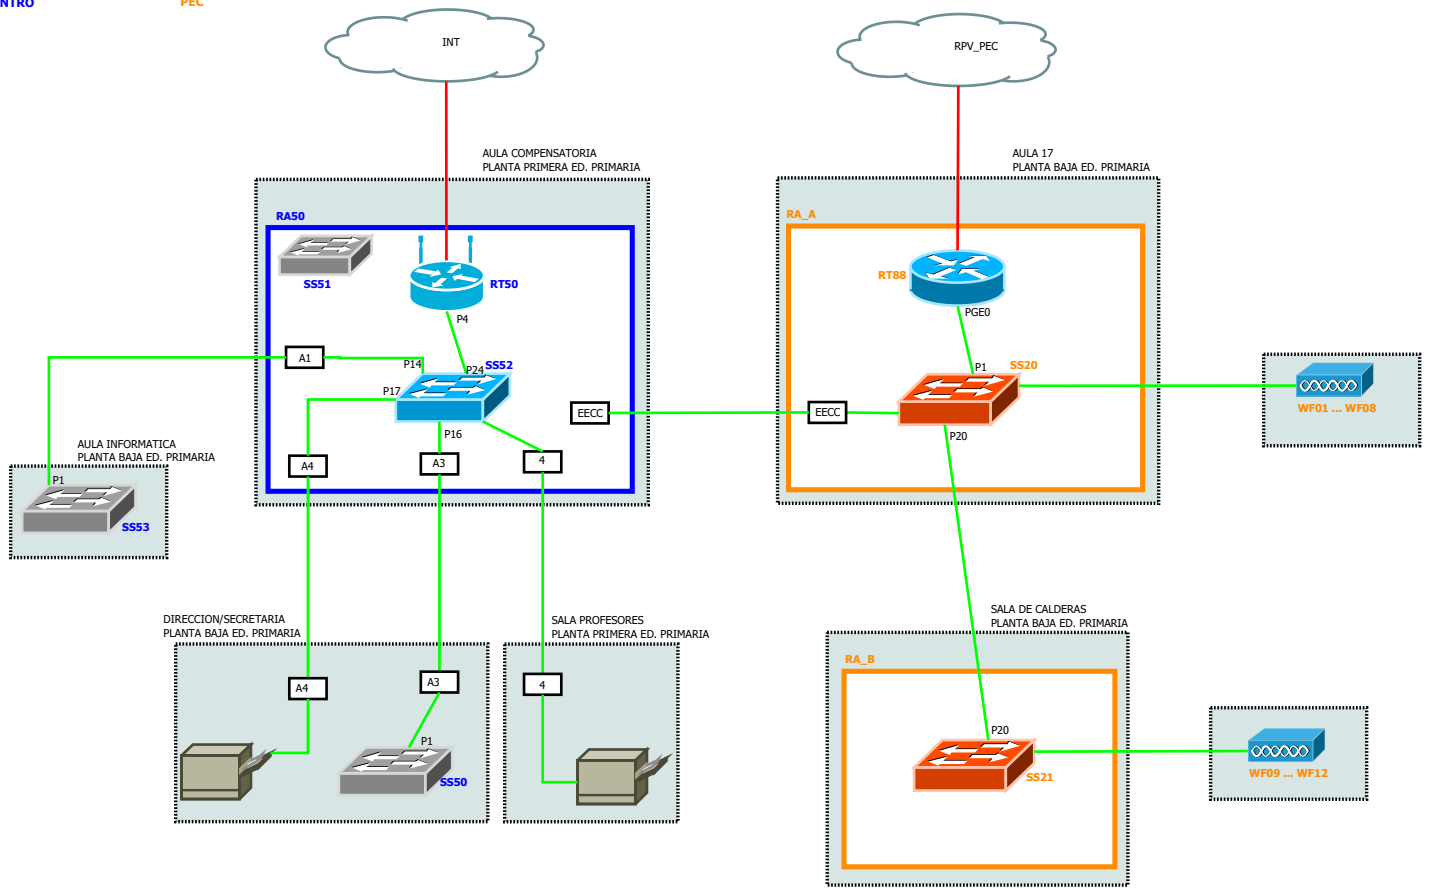 NTRO
PEC
INT
RPV_PEC
AULA COMPENSATORIA
PLANTA PRIMERA ED. PRIMARIA
AULA 17
PLANTA BAJA ED. PRIMARIA
RA50
RA_A
SS51
RT50
RT88
P4
PGE0
A1
P14
P24
SS52
P1
SS20
P17
EECC
EECC
WF01 ... WF08
P16
P20
AULA INFORMATICA
PLANTA BAJA ED. PRIMARIA
A4
A3
4
P1
SS53
DIRECCION/SECRETARIA
PLANTA BAJA ED. PRIMARIA
SALA PROFESORES
PLANTA PRIMERA ED. PRIMARIA
SALA DE CALDERAS
PLANTA BAJA ED. PRIMARIA
RA_B
A4
A3
4
P1
SS50
P20
SS21
WF09 ... WF12